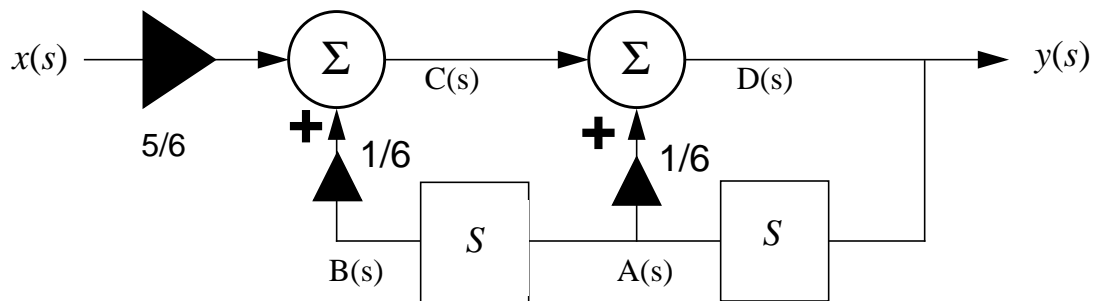 x(s)
Σ
C(s)
Σ
D(s)
y(s)
5/6
+
1/6
+
1/6
S
S
B(s)
A(s)